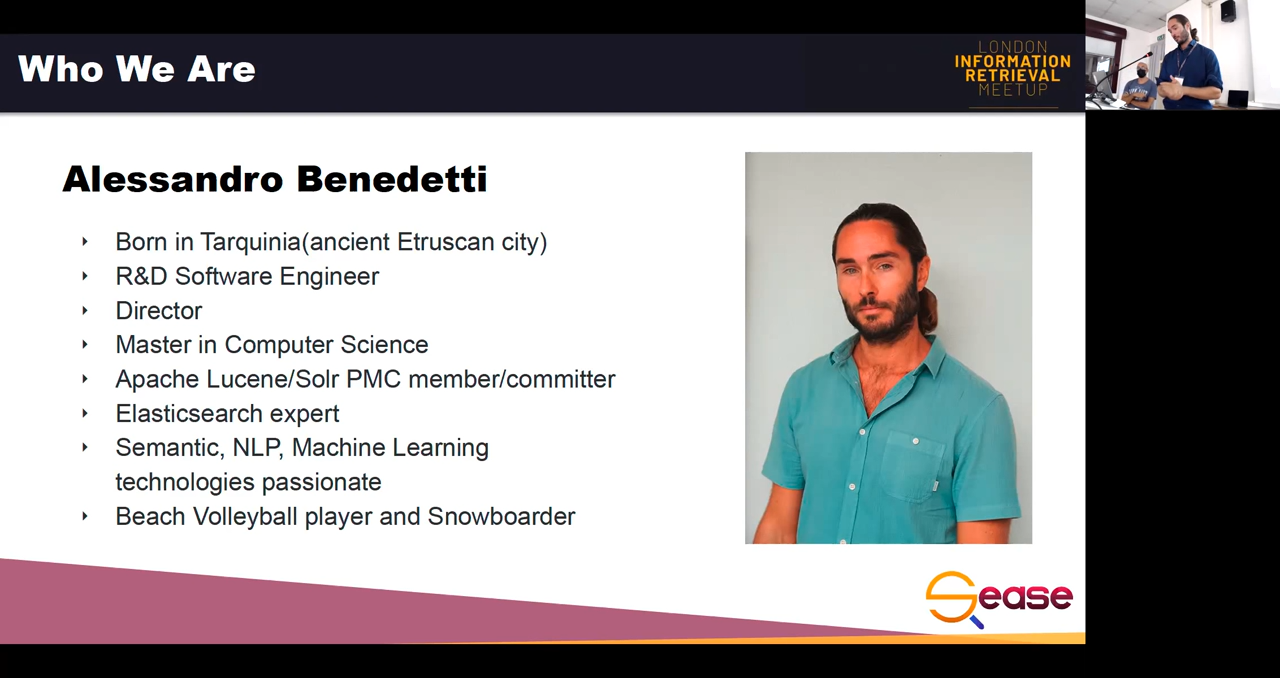 Who We Are
LONDON
INFORMATION
RETRIEVAL
MEETUP
Alessandro Benedetti
Born in Tarquinia(ancient Etruscan city)
R&D Software Engineer
Director
Master in Computer Science
Apache Lucene/Solr PMC member/committer
Elasticsearch expert
Semantic, NLP, Machine Learning
technologies passionate
Beach Volleyball player and Snowboarder
Sease